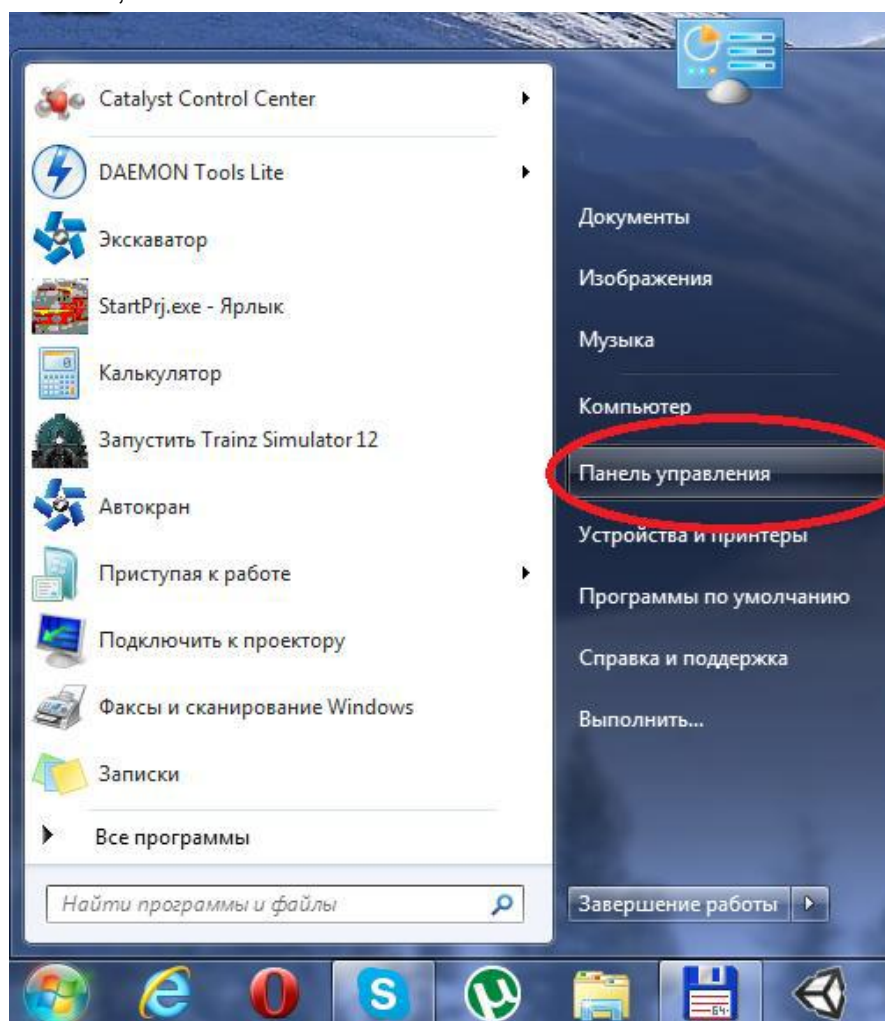 Catalyst Control Center
DAEMON Tools Lite
Экскаватор
StartPrj.exe - Ярлык
Калькулятор
Запустить Trainz Simulator 12
Автокран
Приступая к работе
Подключить к проектору
Факсы и сканирование Windows
Записки
Все программы
Найти программы и файлы
Документы
Изображения
Музыка
Компьютер
Панель управления
Устройства и принтеры
Программы по умолчанию
Справка и поддержка
Выполнить...
Завершение работы
64